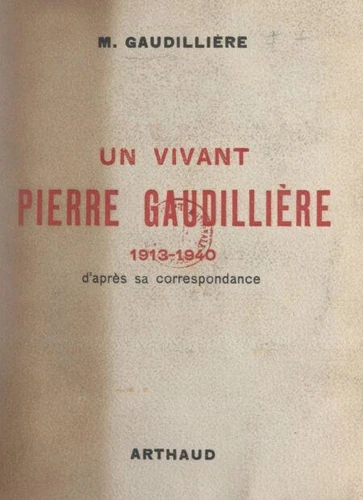 M. GAUDILLIÈRE
UN VIVANT
PIERRE GAUDILLIÈRE
1913-1940
d'après sa correspondance
ARTHAUD